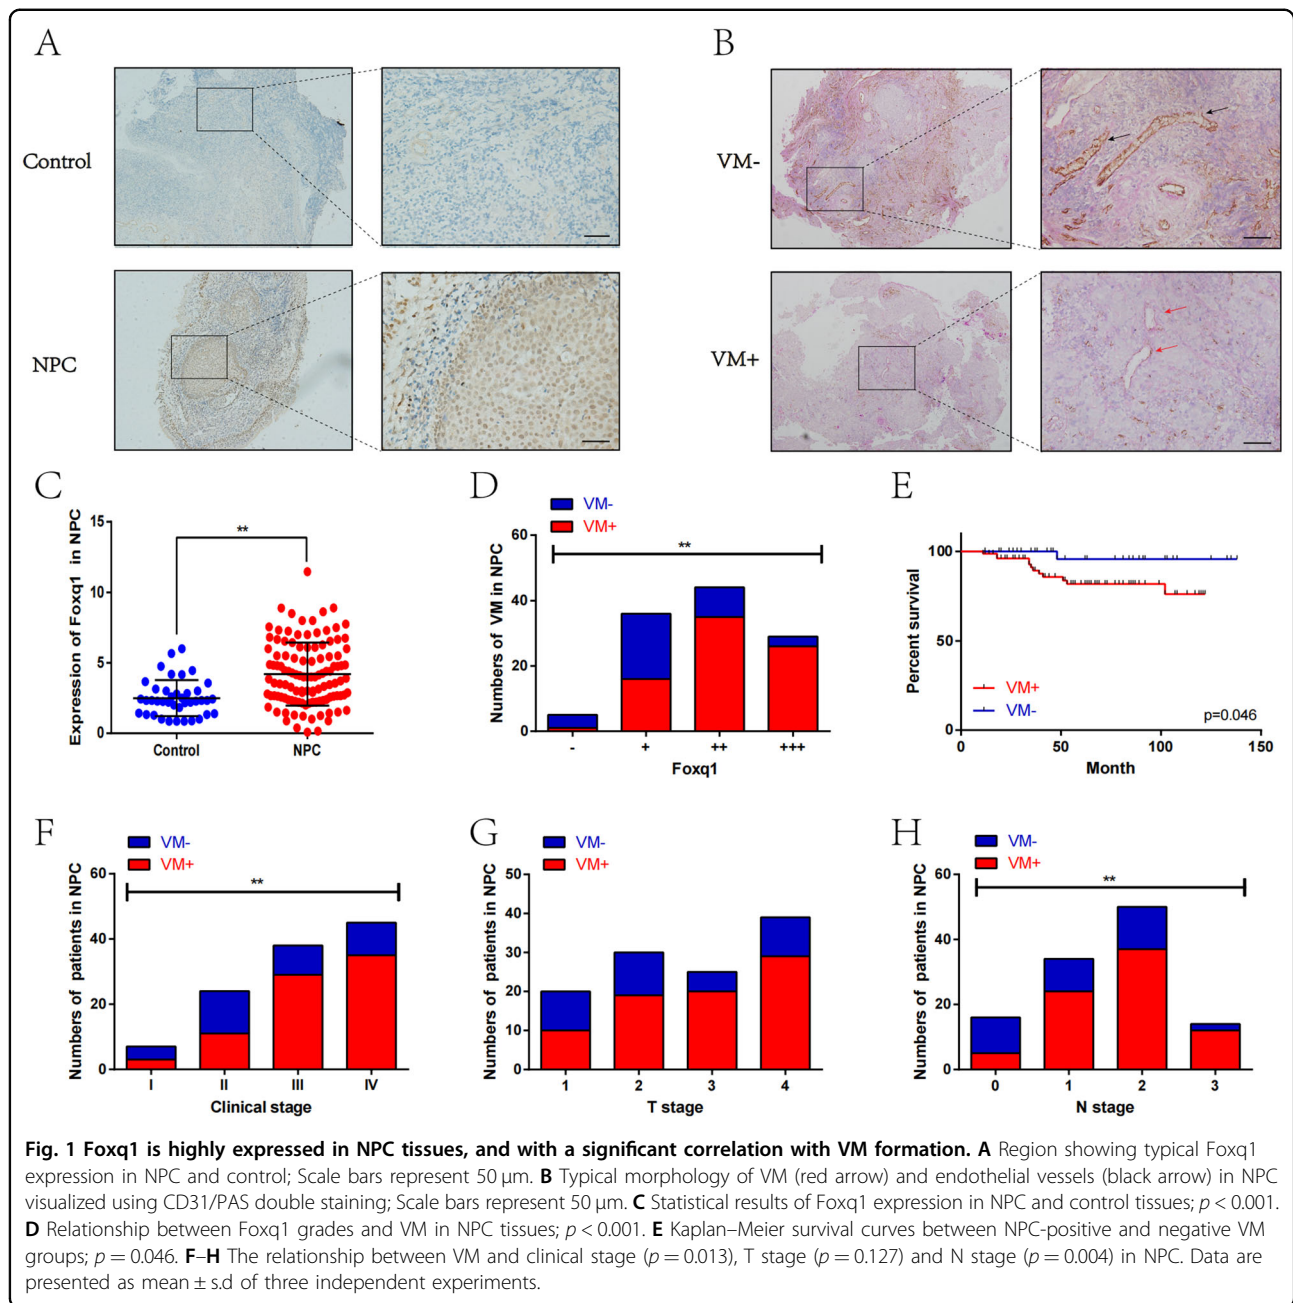 A
B
Control
VM-
NPC
VM+
C
D
E
Expression of Foxq1 in NPC
15
10
5
0
**
Control
NPC
VM-
VM+
Numbers of VM in NPC
60
40
20
0
**
-
+
++
+++
Foxq1
Percent survival
100
50
0
VM+
VM-
p=0.046
0
50
100
150
Month
F
G
H
VM-
VM+
Numbers of patients in NPC
60
40
20
0
**
I
II
III
IV
Clinical stage
VM-
VM+
Numbers of patients in NPC
50
40
30
20
10
0
1
2
3
4
T stage
VM-
VM+
Numbers of patients in NPC
60
40
20
0
**
0
1
2
3
N stage
Fig. 1 Foxq1 is highly expressed in NPC tissues, and with a significant correlation with VM formation. A Region showing typical Foxq1
expression in NPC and control; Scale bars represent 50 μm. B Typical morphology of VM (red arrow) and endothelial vessels (black arrow) in NPC
visualized using CD31/PAS double staining; Scale bars represent 50 μm. C Statistical results of Foxq1 expression in NPC and control tissues; p < 0.001.
D Relationship between Foxq1 grades and VM in NPC tissues; p < 0.001. E Kaplan–Meier survival curves between NPC-positive and negative VM
groups; p = 0.046. F–H The relationship between VM and clinical stage (p = 0.013), T stage (p = 0.127) and N stage (p = 0.004) in NPC. Data are
presented as mean ± s.d of three independent experiments.